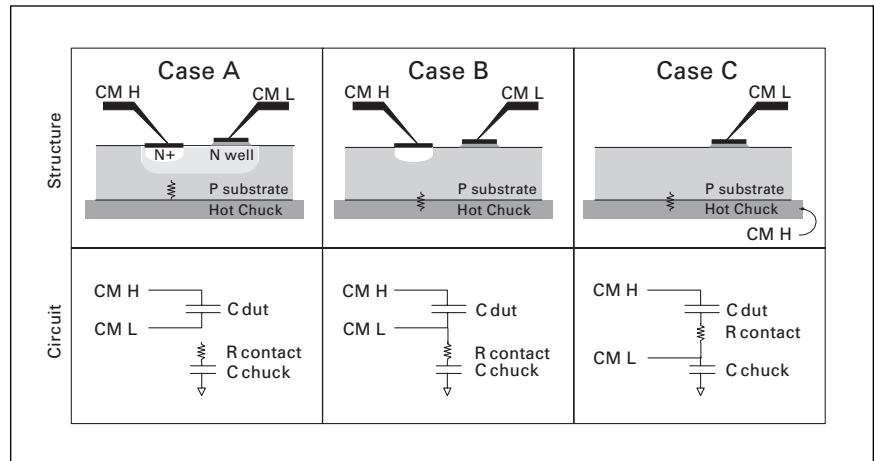 Case A
Case B
Case C
Structure
CM H
CM L
N+
N well
P substrate
Hot Chuck
CM H
CM L
P substrate
Hot Chuck
CM L
P substrate
Hot Chuck
CM H
Circuit
CM H
C dut
CM L
R contact
C chuck
CM H
C dut
CM L
R contact
C chuck
CM H
C dut
R contact
CM L
C chuck